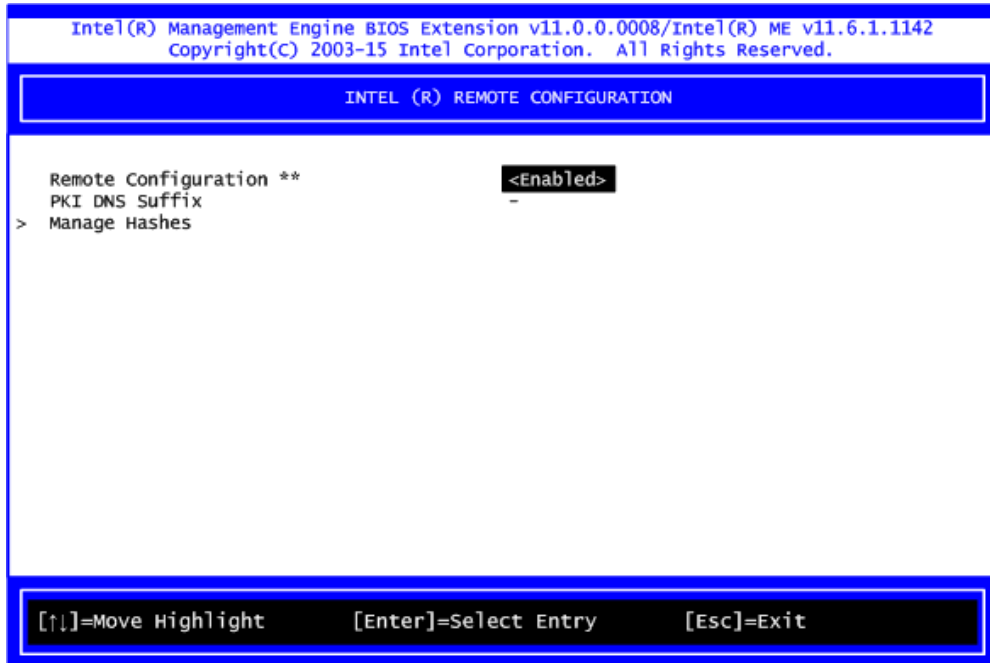 Intel(R) Management Engine BIOS Extension v11.0.0.0008/Intel(R) ME v11.6.1.1142
Copyright(C) 2003-15 Intel Corporation. All Rights Reserved.
INTEL (R) REMOTE CONFIGURATION
Remote Configuration ** <Enabled>
PKI DNS Suffix -
> Manage Hashes
[↑↓]=Move Highlight [Enter]=Select Entry [Esc]=Exit